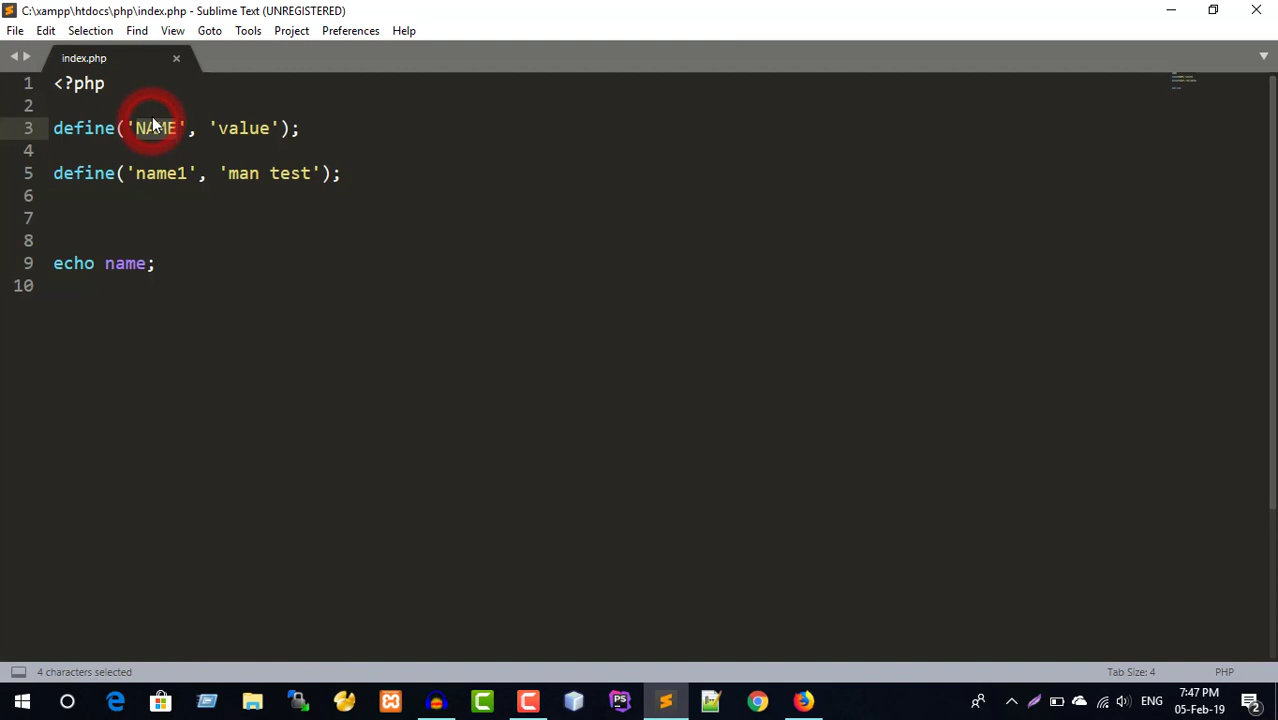 C:\xampp\htdocs\php\index.php - Sublime Text (UNREGISTERED)
File Edit Selection Find View Goto Tools Project Preferences Help
index.php
1 <?php
2
3 define('NAME', 'value');
4
5 define('name1', 'man test');
6
7
8
9 echo name;
10
4 characters selected
Tab Size: 4
PHP
PS
ENG
7:47 PM
05-Feb-19
2